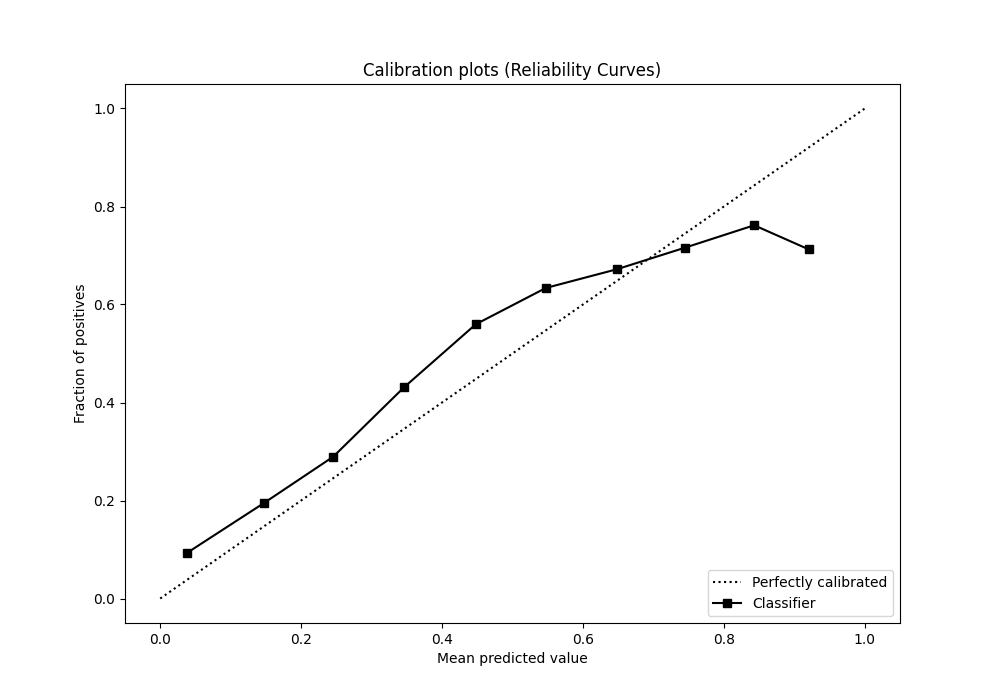 Calibration plots (Reliability Curves)
1.0
0.8
0.6
0.4
0.2
0.0
Fraction of positives
0.0 0.2 0.4 0.6 0.8 1.0
Mean predicted value
Perfectly calibrated
Classifier